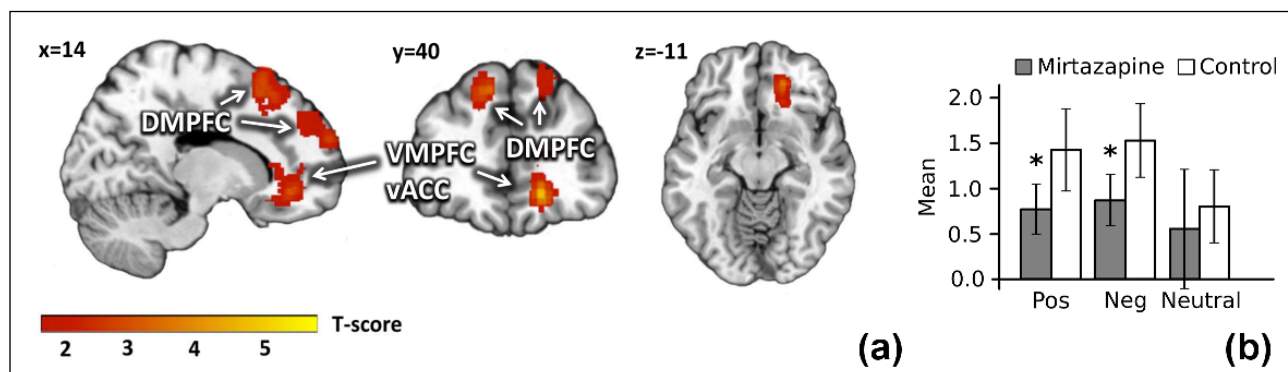 x=14
y=40
z=-11
DMPFC
VMPFC
vACC
DMPFC
T-score
2 3 4 5
(a)
Mirtazapine Control
Mean
2.0
1.5
1.0
0.5
0.0
* *
Pos Neg Neutral
(b)